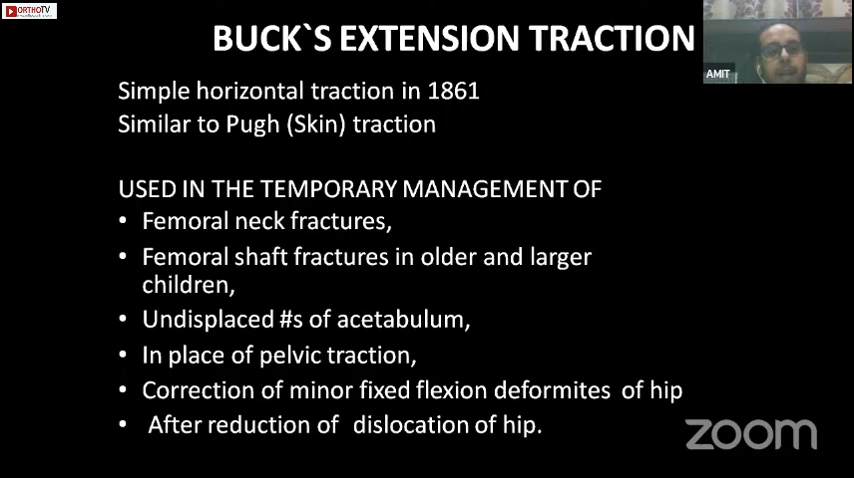 ORTHOTV
BUCK`S EXTENSION TRACTION
AMIT
Simple horizontal traction in 1861
Similar to Pugh (Skin) traction
USED IN THE TEMPORARY MANAGEMENT OF
• Femoral neck fractures,
• Femoral shaft fractures in older and larger
children,
• Undisplaced #s of acetabulum,
• In place of pelvic traction,
• Correction of minor fixed flexion deformites of hip
• After reduction of dislocation of hip.
zoom